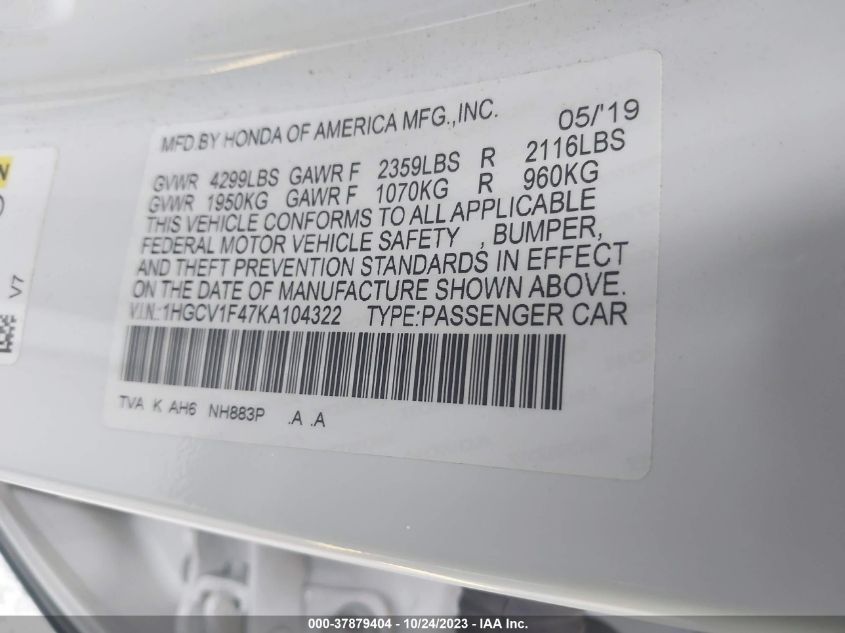 MFD.BY HONDA OF AMERICA MFG.,INC. 05/'19
GVWR 4299LBS GAWR F 2359LBS R 2116LBS
GVWR 1950KG GAWR F 1070KG R 960KG
THIS VEHICLE CONFORMS TO ALL APPLICABLE
FEDERAL MOTOR VEHICLE SAFETY , BUMPER,
AND THEFT PREVENTION STANDARDS IN EFFECT
ON THE DATE OF MANUFACTURE SHOWN ABOVE.
V.I.N.:1HGCV1F47KA104322 TYPE:PASSENGER CAR
TVA K AH6 NH883P .A .A
V7
000-37879404 | 10/24/2023 - IAA Inc.